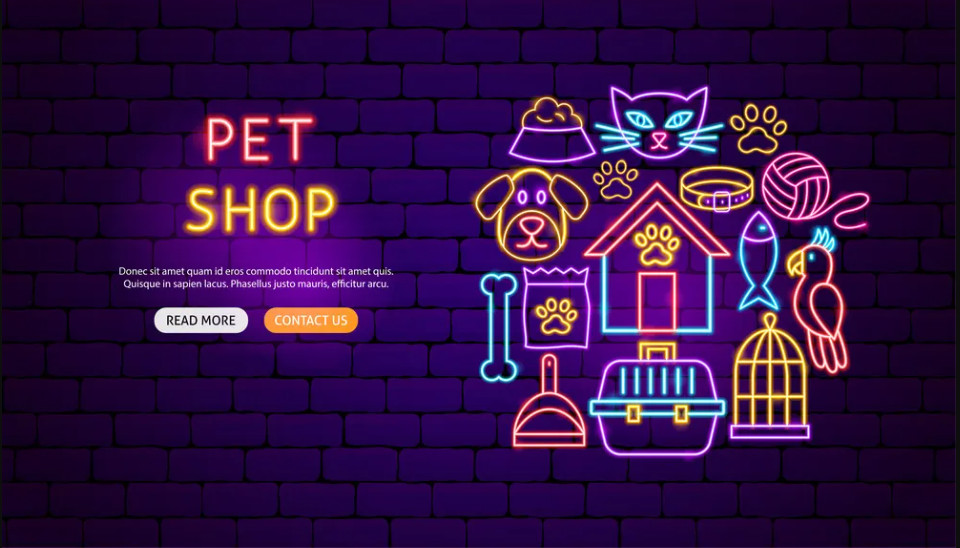 PET
SHOP
Donec sit amet quam id eros commodo tincidunt sit amet quis.
Quisque in sapien lacus. Phasellus justo mauris, efficitur arcu.
READ MORE
CONTACT US